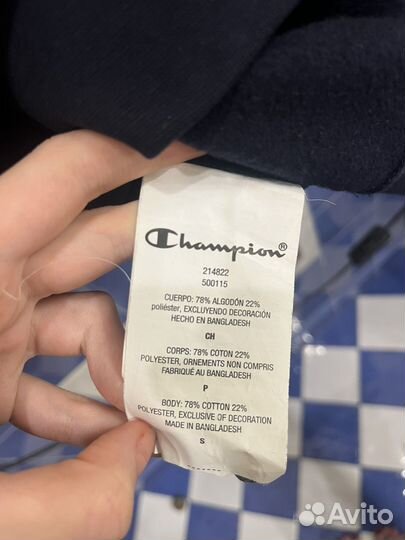 Champion®
214822
500115
CUERPO: 78% ALGODÓN 22%
poliéster, EXCLUYENDO DECORACIÓN
HECHO EN BANGLADESH
CH
CORPS: 78% COTON 22%
POLYESTER, ORNEMENTS NON COMPRIS
FABRIQUÉ AU BANGLADESH
P
BODY: 78% COTTON 22%
POLYESTER, EXCLUSIVE OF DECORATION
MADE IN BANGLADESH
S
Avito